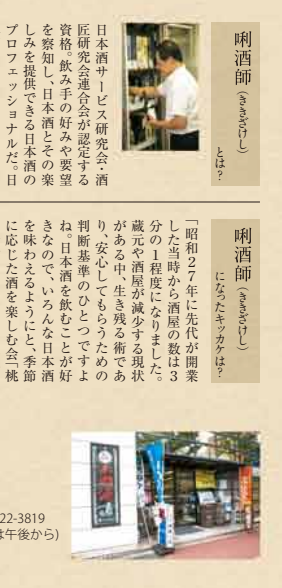 唎酒師（ききざけし）
とは？
日本酒サービス研究会・酒
匠研究会連合会が認定する
資格。飲み手の好みや要望
を察知し、日本酒とその楽
しみを提供できる日本酒の
プロフェッショナルだ。日
唎酒師（ききざけし）
になったキッカケは？
「昭和27年に先代が開業
した当時から酒屋の数は3
分の1程度になりました。
蔵元や酒屋が減少する現状
がある中、生き残る術であ
り、安心してもらうための
判断基準のひとつですよ
ね。日本酒を飲むことが好
きなので、いろんな日本酒
を味わえるようにと、季節
に応じた酒を楽しむ会「桃
22-3819
は午後から)